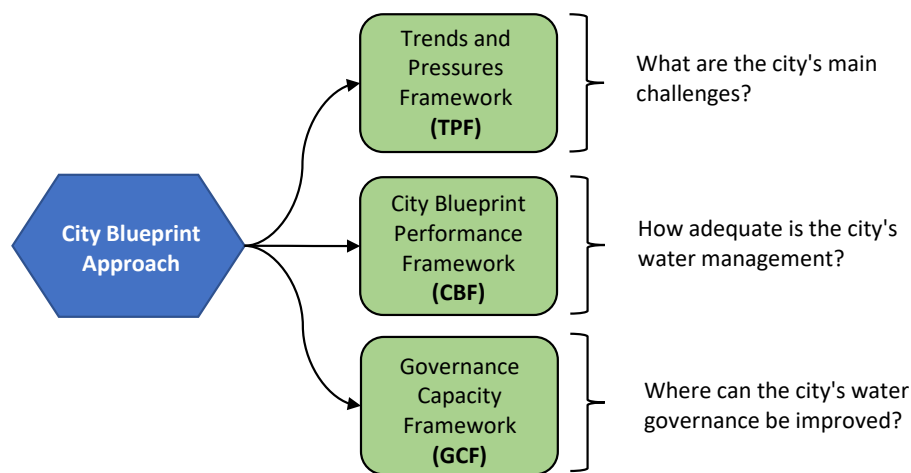 City Blueprint
Approach
Trends and
Pressures
Framework
(TPF)
What are the city's main
challenges?
City Blueprint
Performance
Framework
(CBF)
How adequate is the city's
water management?
Governance
Capacity
Framework
(GCF)
Where can the city's water
governance be improved?